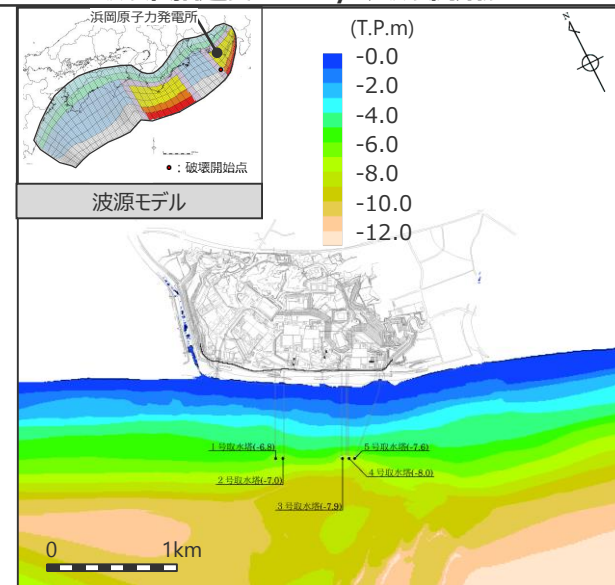 浜岡原子力発電所
：破壊開始点
波源モデル
(T.P.m)
-0.0
-2.0
-4.0
-6.0
-8.0
-10.0
-12.0
N
1号取水塔(-6.8)
2号取水塔(-7.0)
3号取水塔(-7.9)
5号取水塔(-7.6)
4号取水塔(-8.0)
0 1km